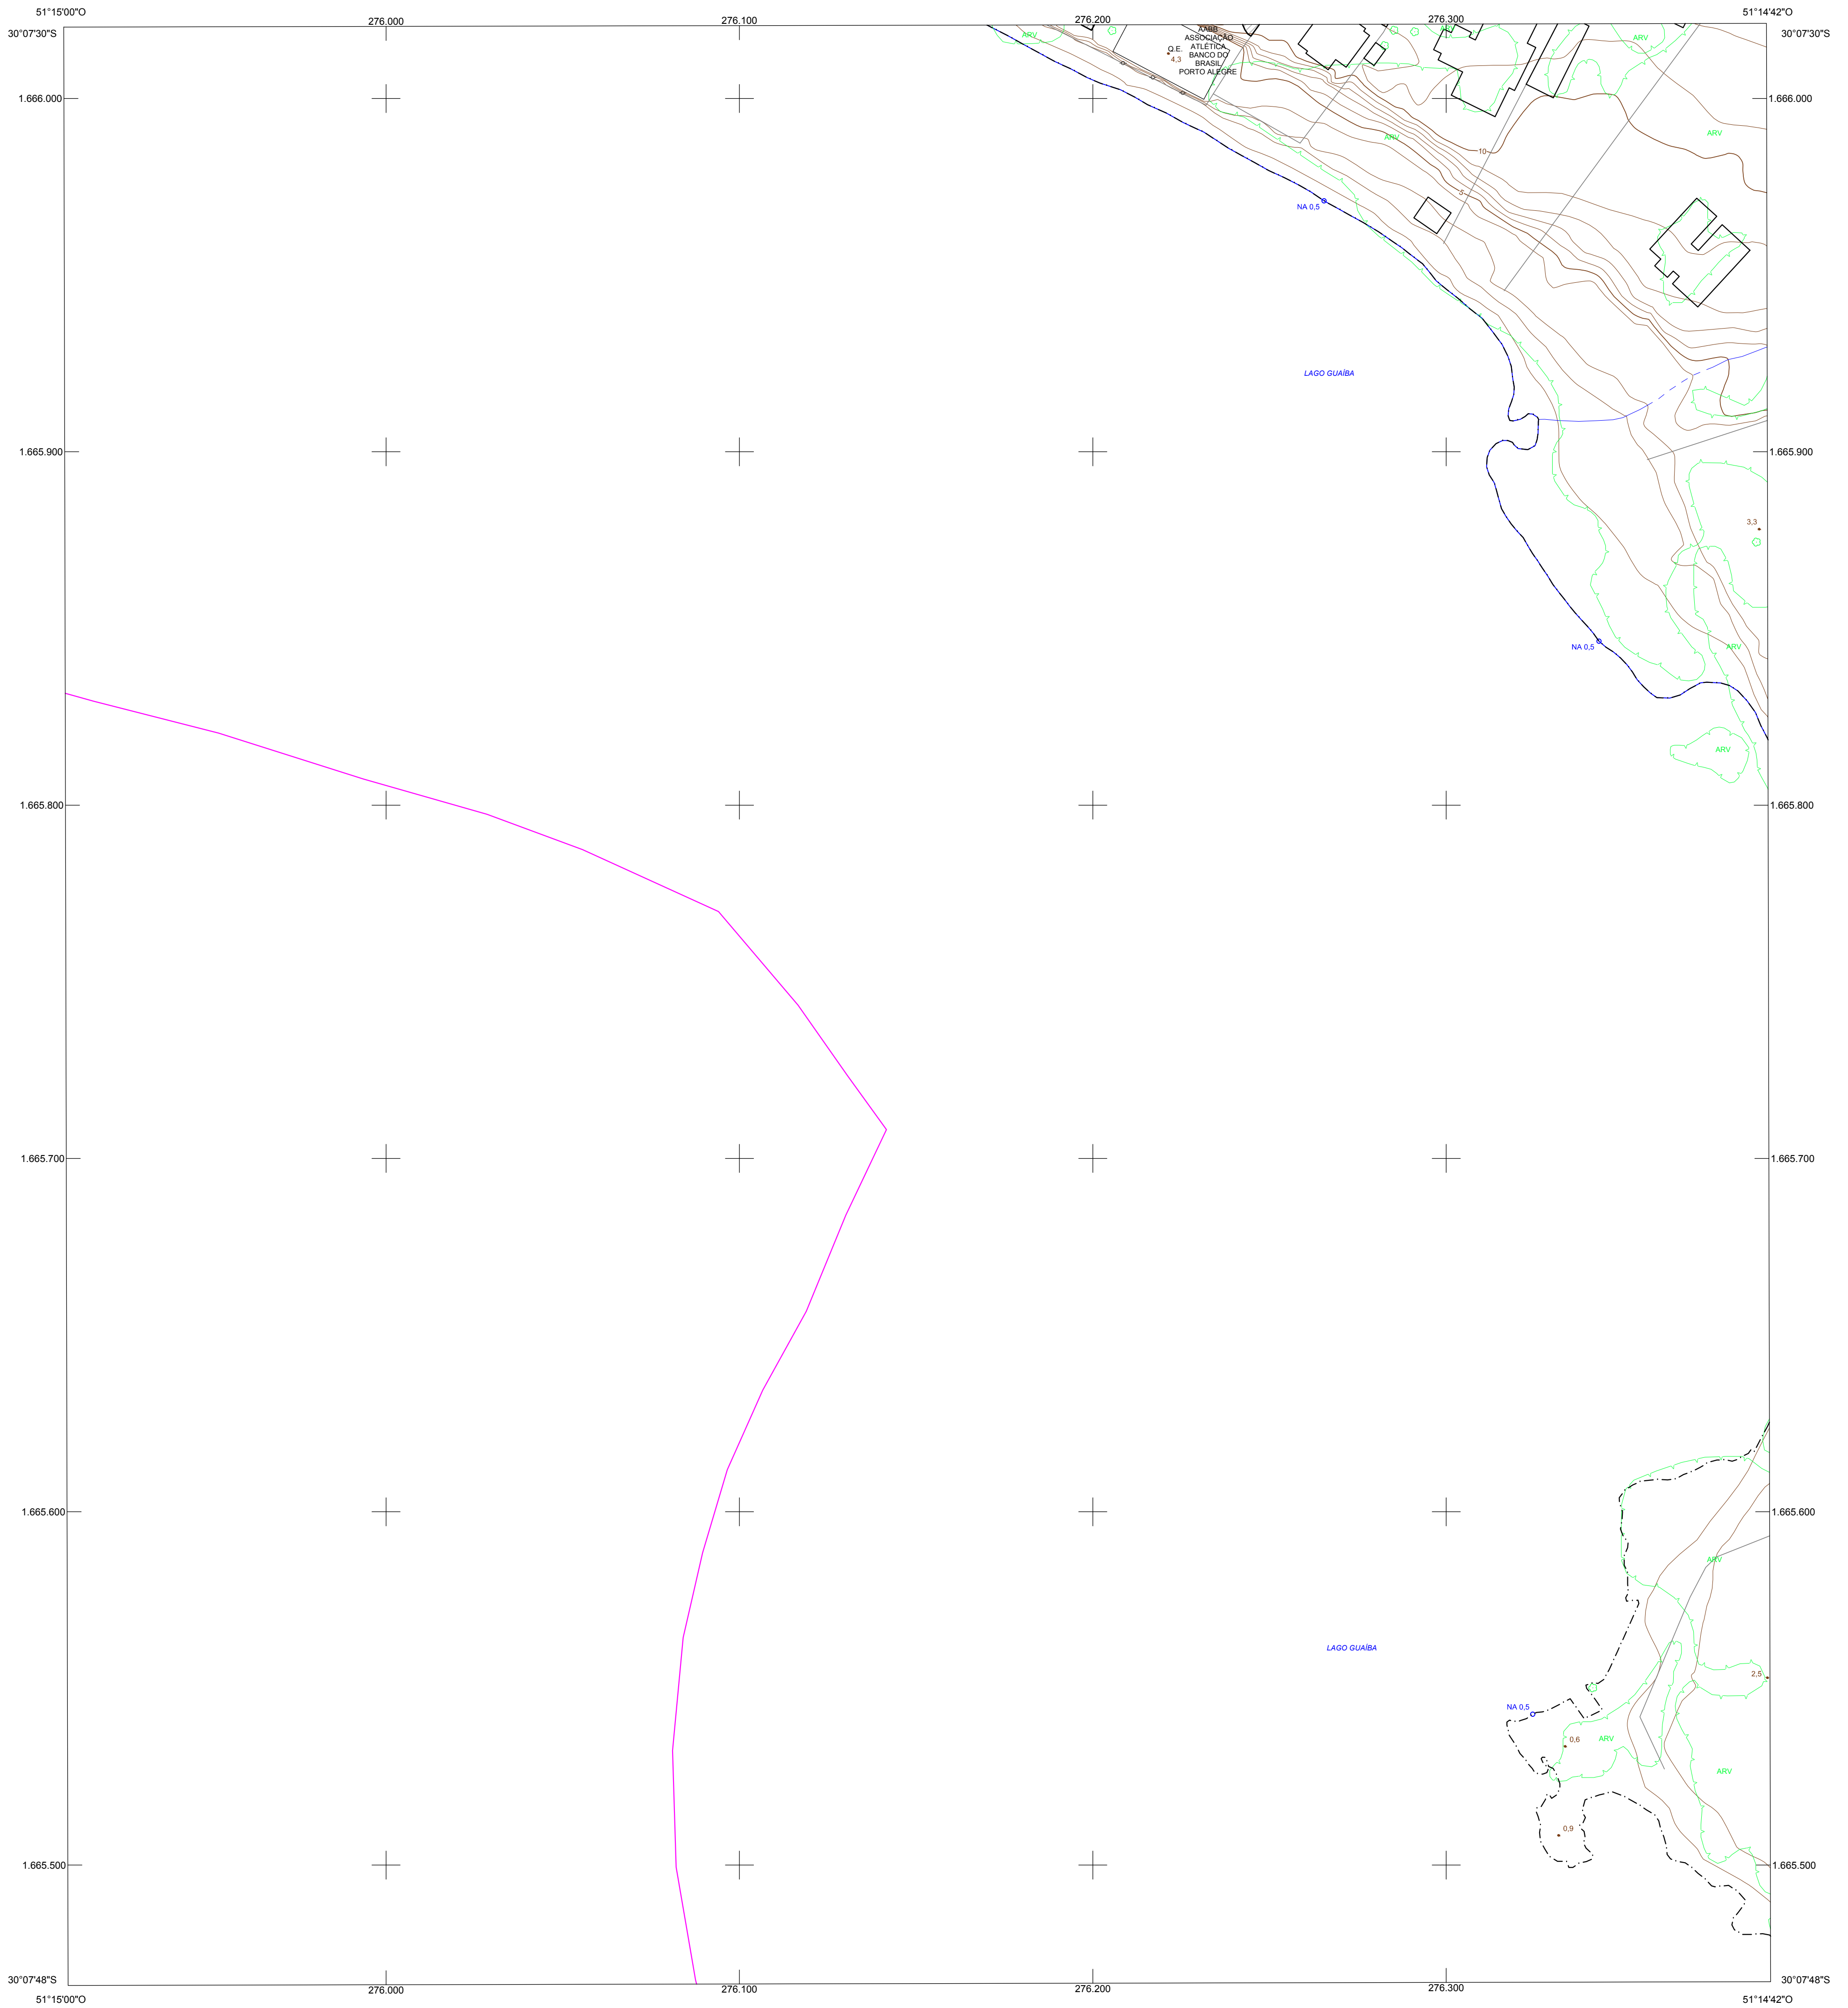 51°15'00"O
276.000
276.100
276.200
276.300
51°14'42"O
30°07'30"S
30°07'30"S
ARV
AABB
ASSOCIAÇÃO
ATLÉTICA
BANCO DO
BRASIL
PORTO ALEGRE
Q.E.
4,3
ARV
1.666.000
1.666.000
ARV
ARV
10
5
NA 0,5
LAGO GUAÍBA
1.665.900
1.665.900
3,3
NA 0,5
ARV
ARV
1.665.800
1.665.800
1.665.700
1.665.700
1.665.600
1.665.600
ARV
LAGO GUAÍBA
2,5
NA 0,5
0,6
ARV
ARV
0,9
1.665.500
1.665.500
30°07'48"S
30°07'48"S
51°15'00"O
276.000
276.100
276.200
276.300
51°14'42"O